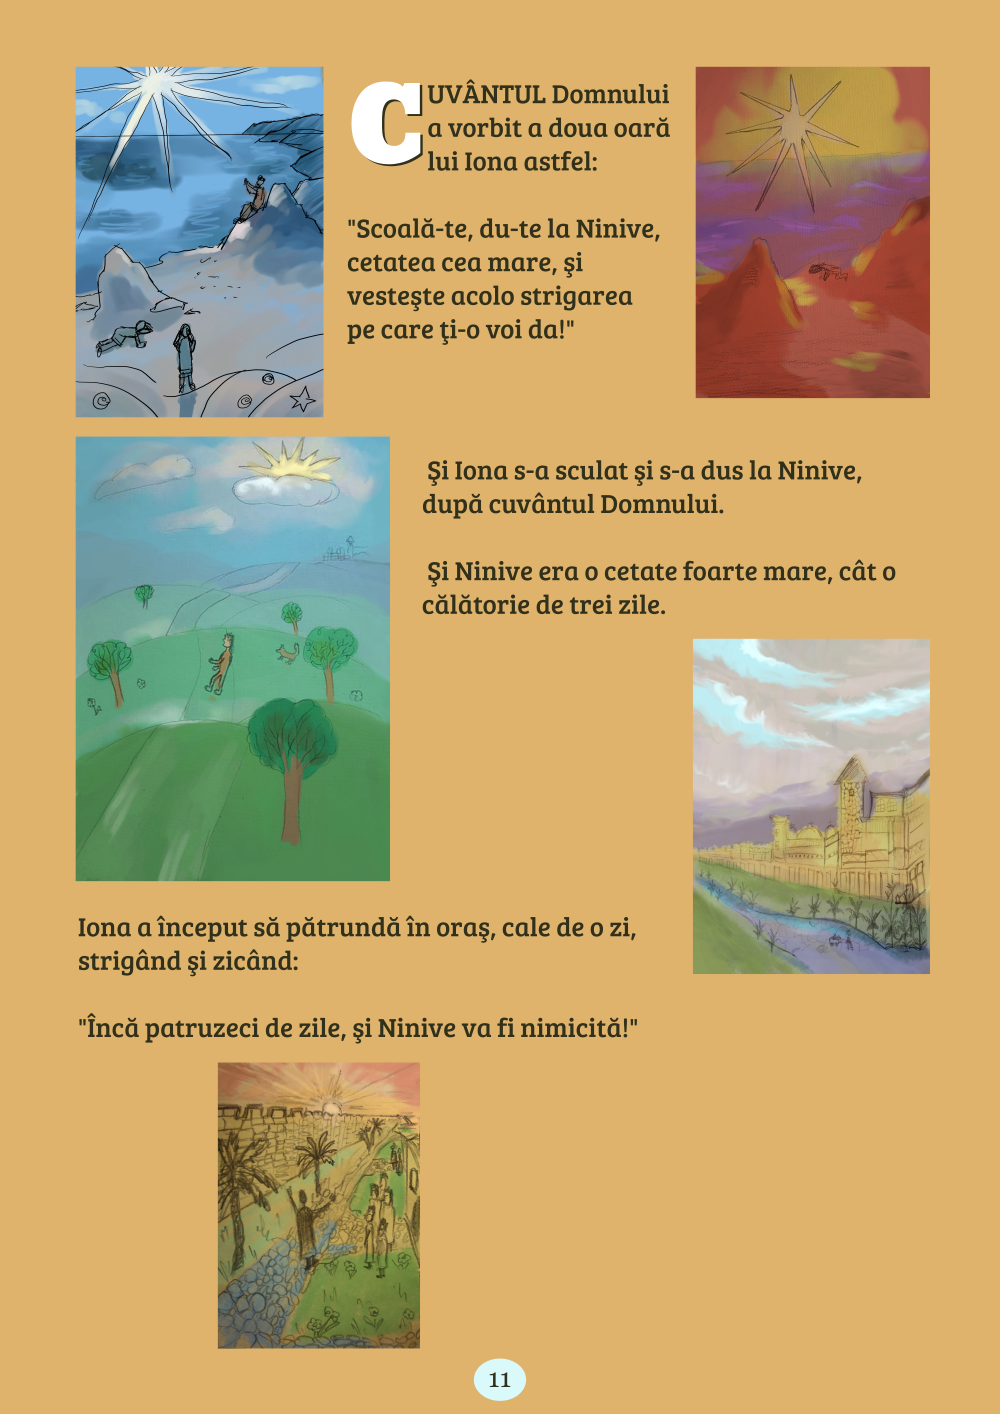 CUVÂNTUL Domnului
a vorbit a doua oară
lui Iona astfel:
"Scoală-te, du-te la Ninive,
cetatea cea mare, şi
vesteşte acolo strigarea
pe care ţi-o voi da!"
Şi Iona s-a sculat şi s-a dus la Ninive,
după cuvântul Domnului.
Şi Ninive era o cetate foarte mare, cât o
călătorie de trei zile.
Iona a început să pătrundă în oraş, cale de o zi,
strigând şi zicând:
"Încă patruzeci de zile, şi Ninive va fi nimicită!"
11